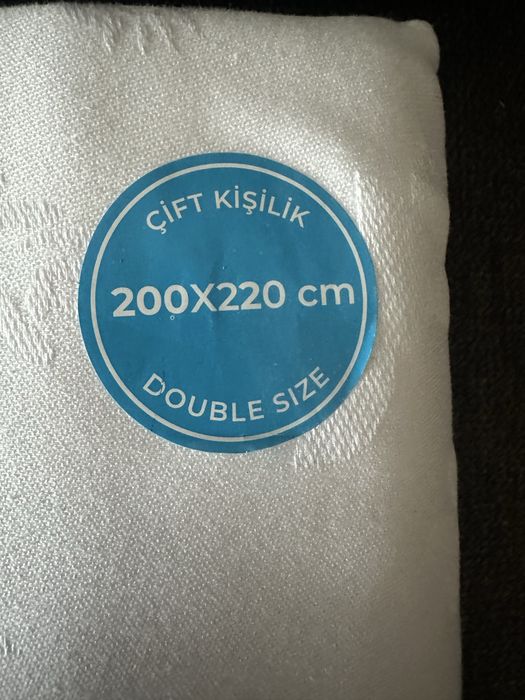 ÇİFT KİŞİLİK
200X220 cm
DOUBLE SIZE